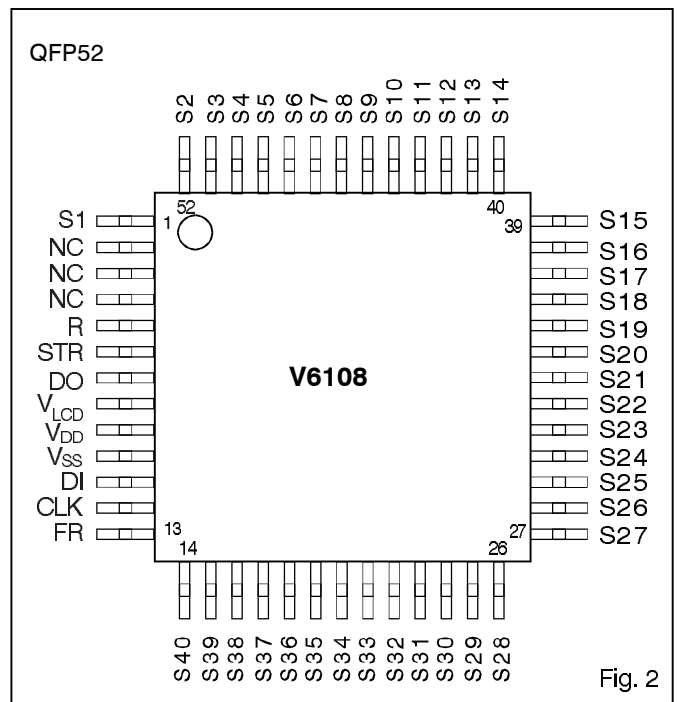 QFP52
S2 S3 S4 S5 S6 S7 S8 S9 S10 S11 S12 S13 S14
52 40
1 39
S1
NC
NC
NC
R
STR
DO
VLCD
VDD
VSS
DI
CLK
FR
V6108
S15
S16
S17
S18
S19
S20
S21
S22
S23
S24
S25
S26
S27
13 27
14 26
S40 S39 S38 S37 S36 S35 S34 S33 S32 S31 S30 S29 S28
Fig. 2